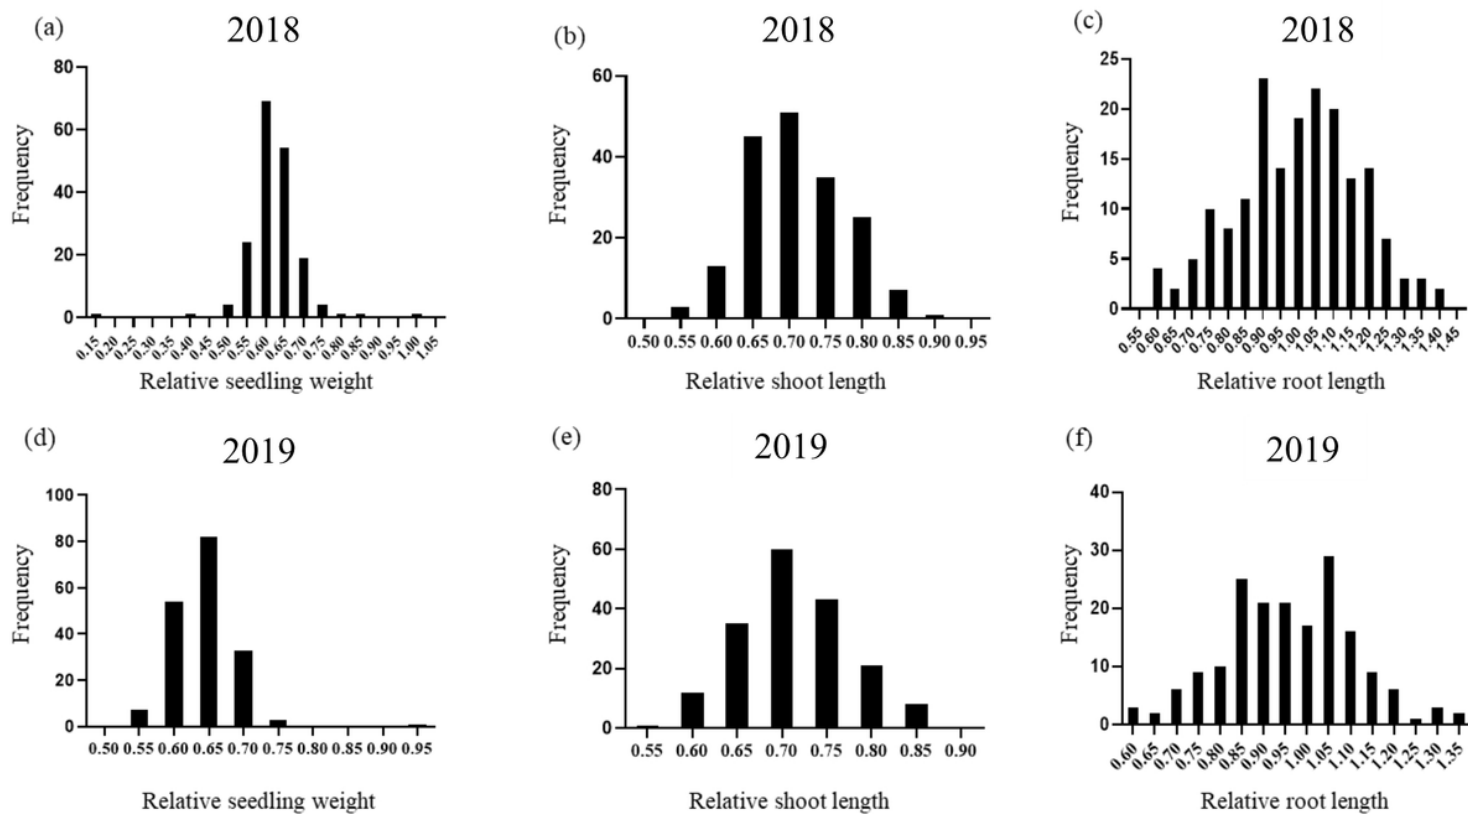 (a)
2018
80
60
40
20
0
Frequency
0.15 0.20 0.25 0.30 0.35 0.40 0.45 0.50 0.55 0.60 0.65 0.70 0.75 0.80 0.85 0.90 0.95 1.00 1.05
Relative seedling weight
(b)
2018
60
40
20
0
Frequency
0.50 0.55 0.60 0.65 0.70 0.75 0.80 0.85 0.90 0.95
Relative shoot length
(c)
2018
25
20
15
10
5
0
Frequency
0.55 0.60 0.65 0.70 0.75 0.80 0.85 0.90 0.95 1.00 1.05 1.10 1.15 1.20 1.25 1.30 1.35 1.40 1.45
Relative root length
(d)
2019
100
80
60
40
20
0
Frequency
0.50 0.55 0.60 0.65 0.70 0.75 0.80 0.85 0.90 0.95
Relative seedling weight
(e)
2019
80
60
40
20
0
Frequency
0.55 0.60 0.65 0.70 0.75 0.80 0.85 0.90
Relative shoot length
(f)
2019
40
30
20
10
0
Frequency
0.60 0.65 0.70 0.75 0.80 0.85 0.90 0.95 1.00 1.05 1.10 1.15 1.20 1.25 1.30 1.35
Relative root length